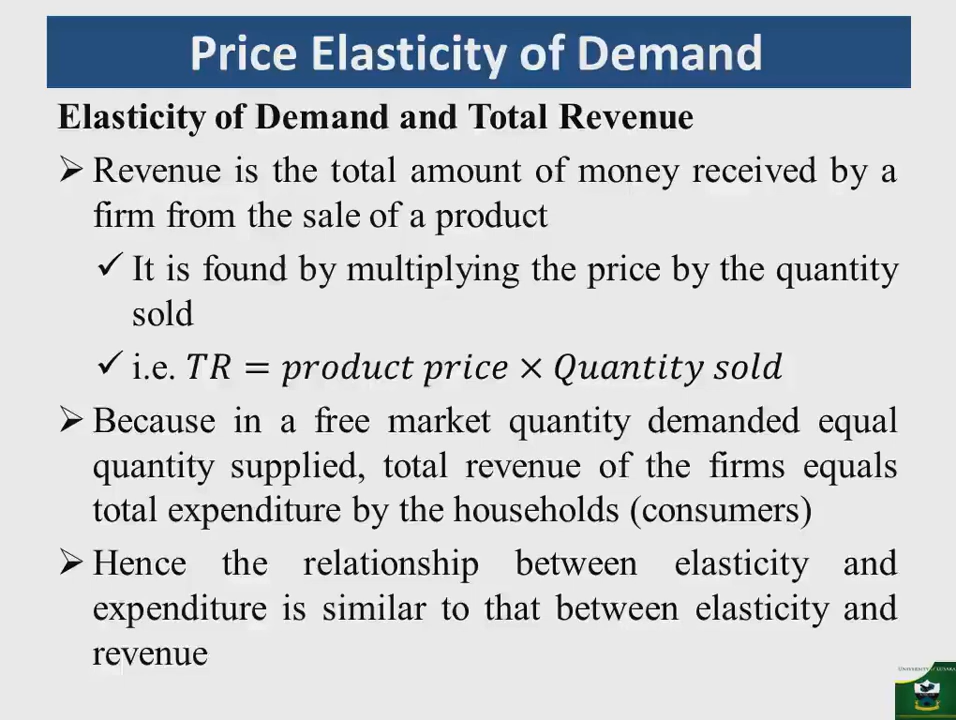 Price Elasticity of Demand
Elasticity of Demand and Total Revenue
➢ Revenue is the total amount of money received by a
firm from the sale of a product
✓ It is found by multiplying the price by the quantity
sold
✓ i.e. 𝑇𝑅 = 𝑝𝑟𝑜𝑑𝑢𝑐𝑡 𝑝𝑟𝑖𝑐𝑒 × 𝑄𝑢𝑎𝑛𝑡𝑖𝑡𝑦 𝑠𝑜𝑙𝑑
➢ Because in a free market quantity demanded equal
quantity supplied, total revenue of the firms equals
total expenditure by the households (consumers)
➢ Hence the relationship between elasticity and
expenditure is similar to that between elasticity and
revenue
UNIVERSITY of LUSAKA